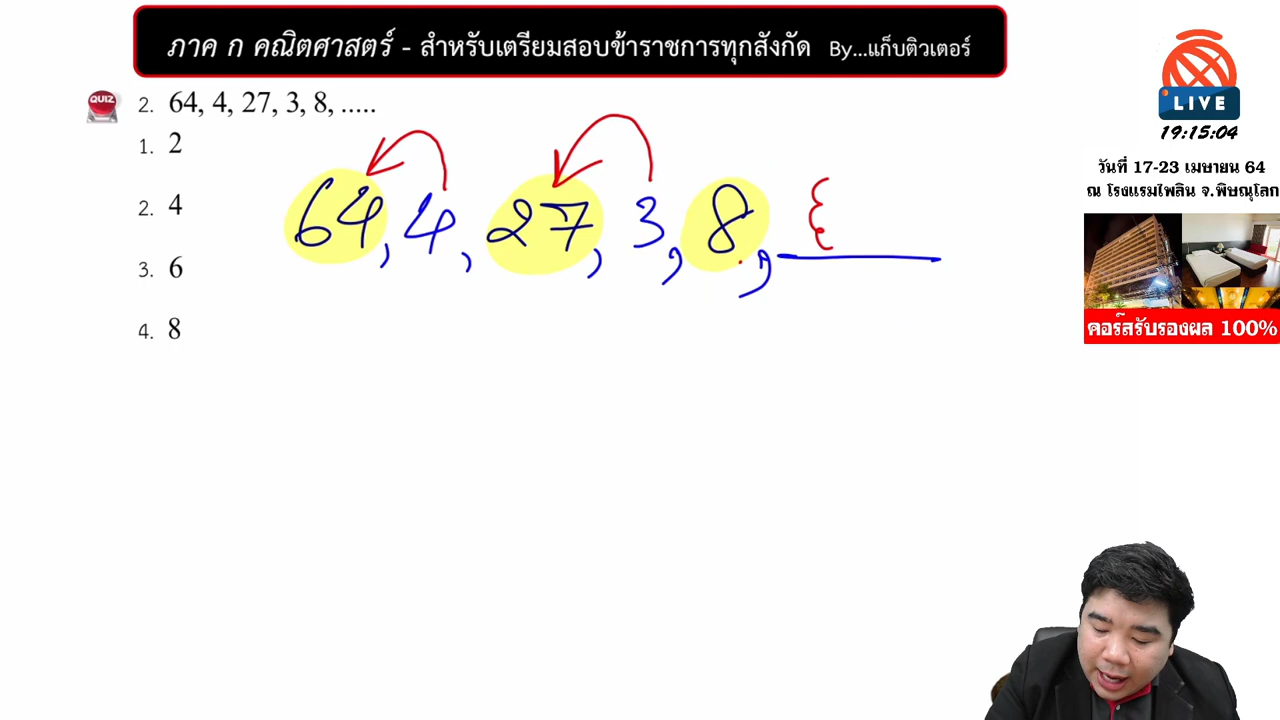 ภาค ก คณิตศาสตร์ - สำหรับเตรียมสอบข้าราชการทุกสังกัด By...แก็บติวเตอร์
QUIZ 2. 64, 4, 27, 3, 8, .....
1. 2
2. 4
3. 6
4. 8
64, 4, 27, 3, 8,
LIVE
19:15:04
วันที่ 17-23 เมษายน 64
ณ โรงแรมไพลิน จ.พิษณุโลก
คอร์สรับรองผล 100%